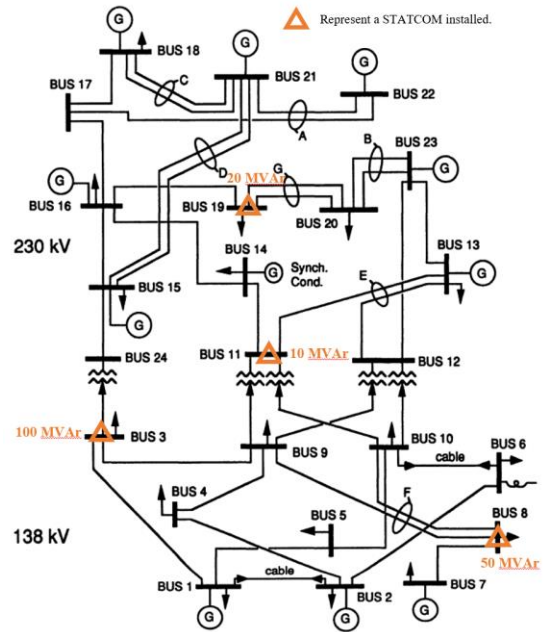 Represent a STATCOM installed.
G
G
BUS 18
G
BUS 21
BUS 17
C
G
BUS 22
A
B
BUS 23
G
D
20 MVAr
G
G
BUS 16
BUS 19
BUS 20
230 kV
BUS 14
G
Synch.
Cond.
BUS 13
G
E
BUS 15
G
BUS 24
BUS 11
10 MVAr
BUS 12
100 MVAr
BUS 3
BUS 9
BUS 10
BUS 6
cable
BUS 4
F
BUS 8
BUS 5
138 kV
50 MVAr
cable
BUS 1
BUS 2
BUS 7
G
G
G